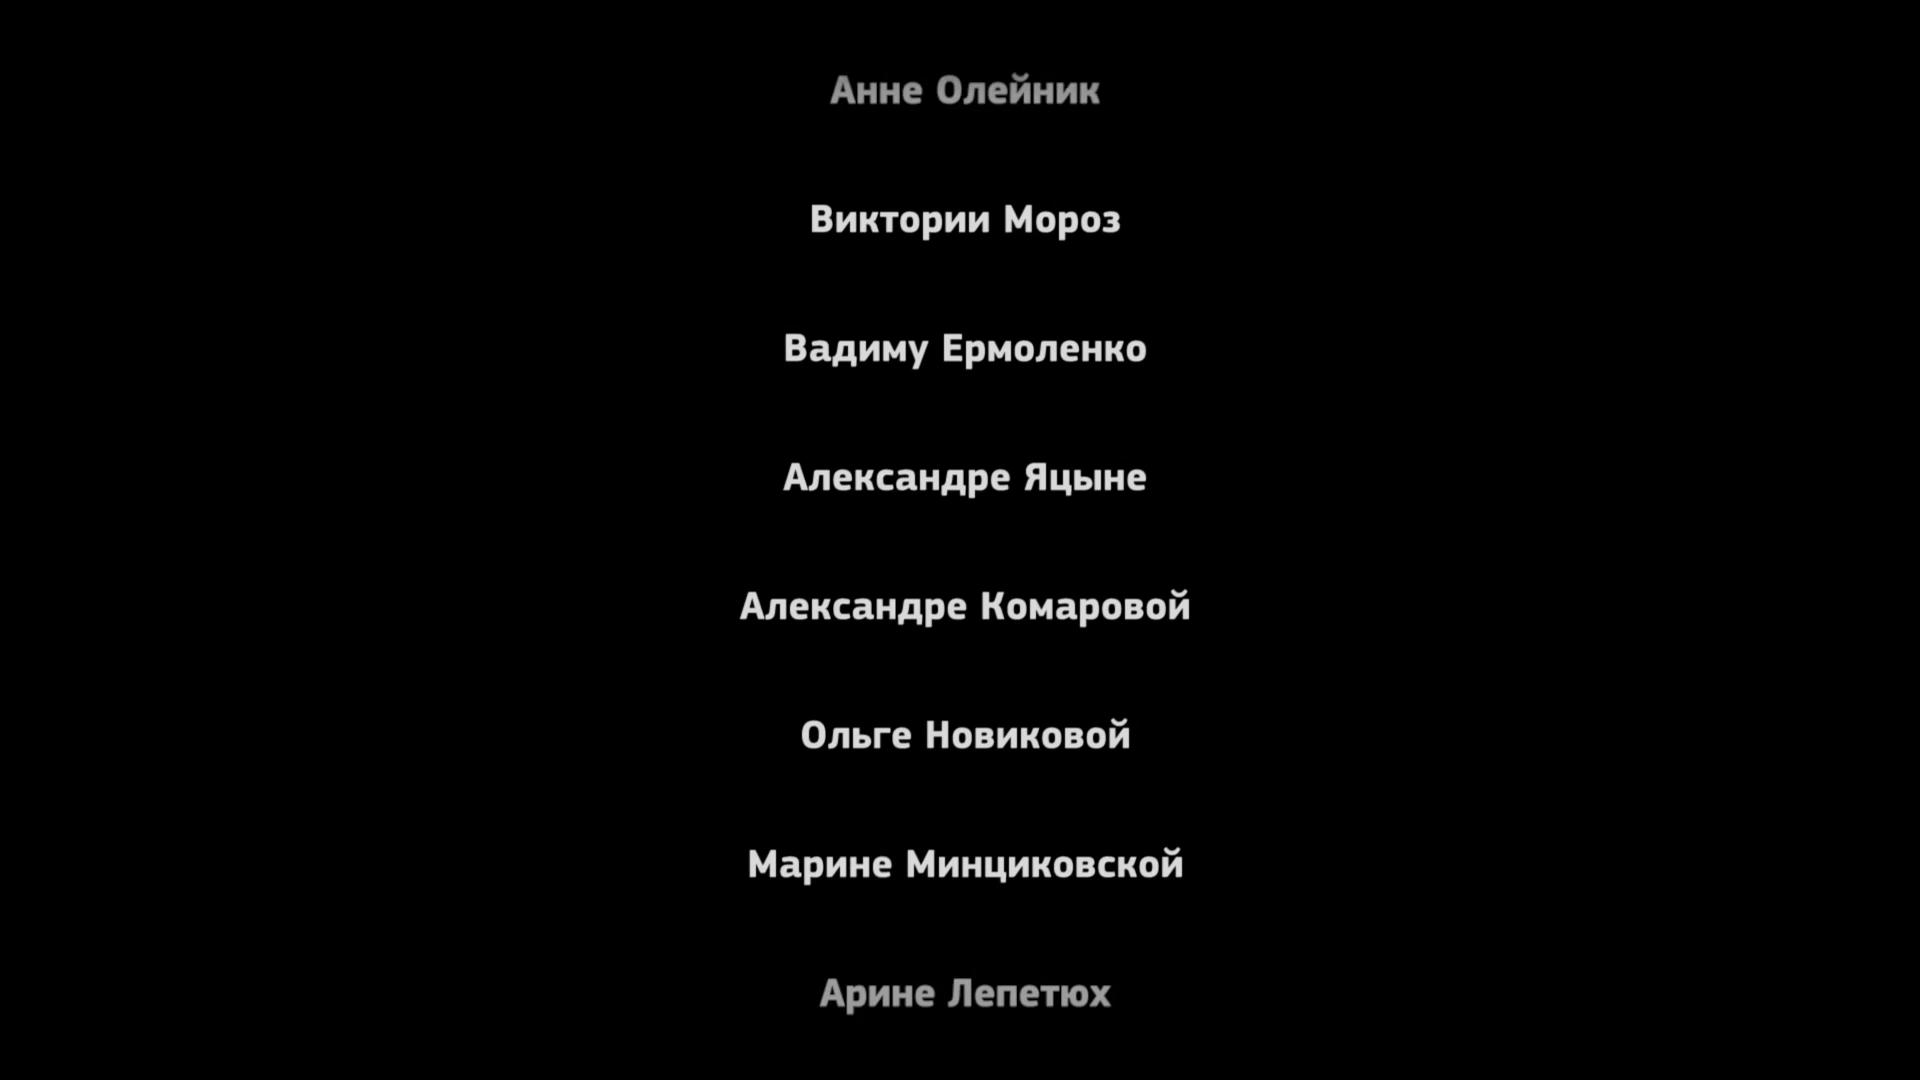 Анне Олейник
Виктории Мороз
Вадиму Ермоленко
Александре Яцыне
Александре Комаровой
Ольге Новиковой
Марине Минциковской
Арине Лепетюх